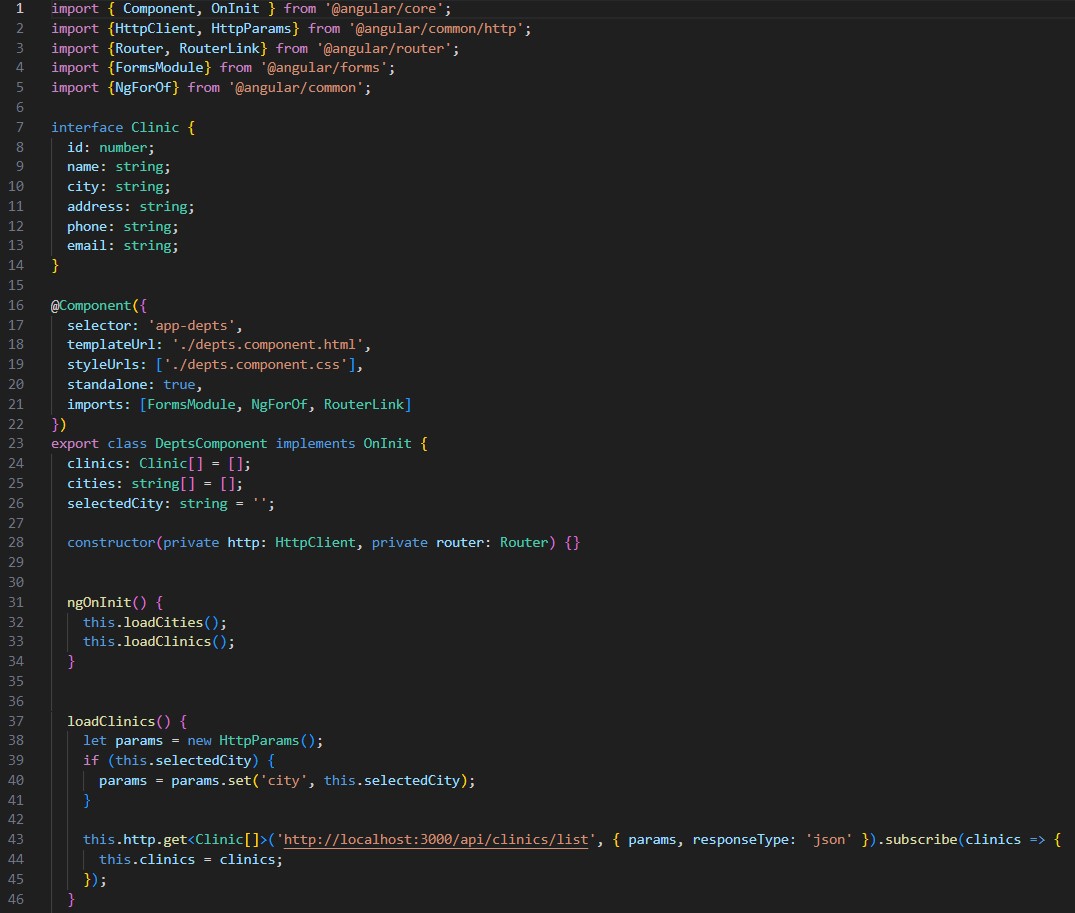 1 import { Component, OnInit } from '@angular/core';
2 import {HttpClient, HttpParams} from '@angular/common/http';
3 import {Router, RouterLink} from '@angular/router';
4 import {FormsModule} from '@angular/forms';
5 import {NgForOf} from '@angular/common';
6
7 interface Clinic {
8 id: number;
9 name: string;
10 city: string;
11 address: string;
12 phone: string;
13 email: string;
14 }
15
16 @Component({
17 selector: 'app-depts',
18 templateUrl: './depts.component.html',
19 styleUrls: ['./depts.component.css'],
20 standalone: true,
21 imports: [FormsModule, NgForOf, RouterLink]
22 })
23 export class DeptsComponent implements OnInit {
24 clinics: Clinic[] = [];
25 cities: string[] = [];
26 selectedCity: string = '';
27
28 constructor(private http: HttpClient, private router: Router) {}
29
30
31 ngOnInit() {
32 this.loadCities();
33 this.loadClinics();
34 }
35
36
37 loadClinics() {
38 let params = new HttpParams();
39 if (this.selectedCity) {
40 params = params.set('city', this.selectedCity);
41 }
42
43 this.http.get<Clinic[]>('http://localhost:3000/api/clinics/list', { params, responseType: 'json' }).subscribe(clinics => {
44 this.clinics = clinics;
45 });
46 }